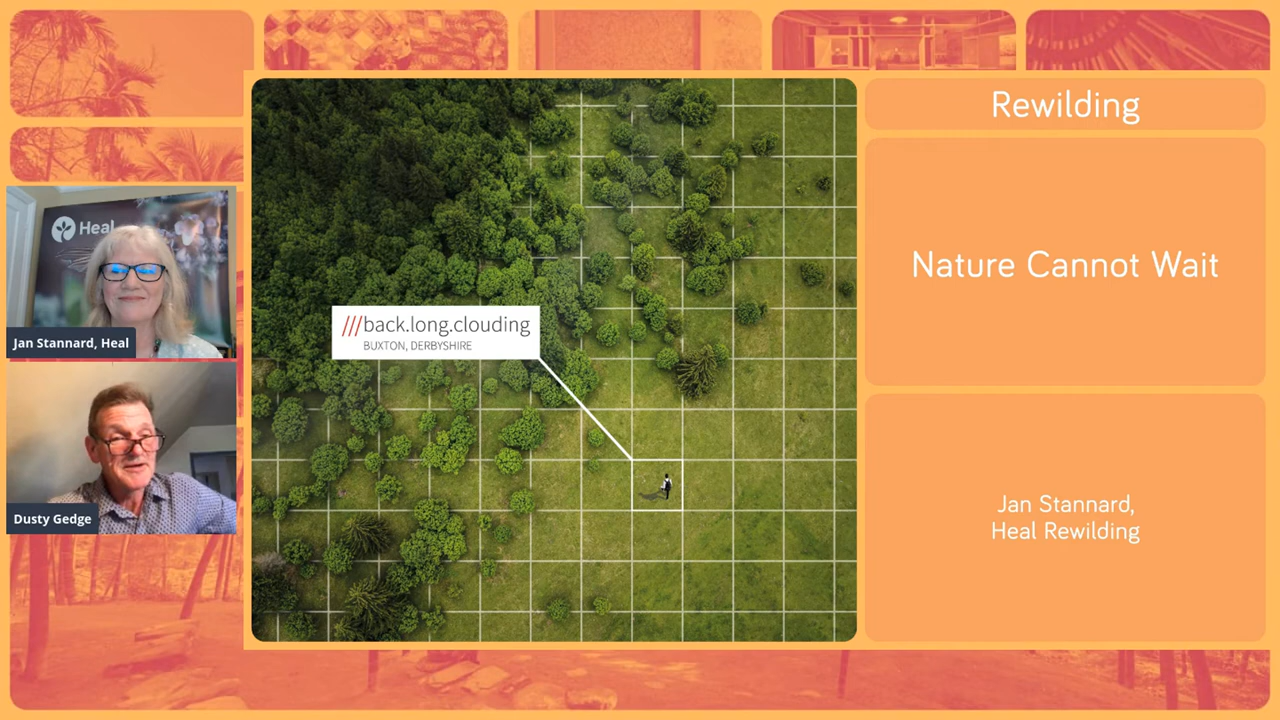 Rewilding
Nature Cannot Wait
Jan Stannard,
Heal Rewilding
///back.long.clouding
BUXTON, DERBYSHIRE
Heal
Jan Stannard, Heal
Dusty Gedge